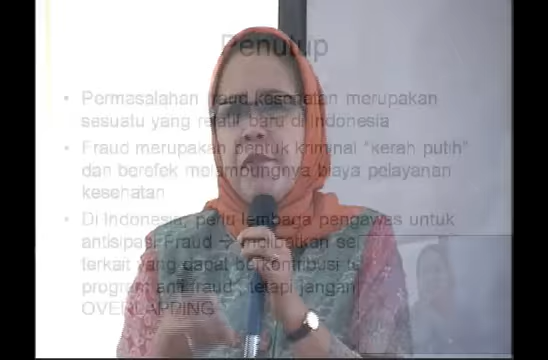 Penutup
• Permasalahan kesehatan merupakan
sesuatu yang relatif baru di Indonesia
• Fraud merupakan bentuk kriminal "kerah putih"
dan berefek melambungnya biaya pelayanan
kesehatan
• Di Indonesia, perlu lembaga pengawas untuk
antisipasi Fraud → melibatkan
terkait yang dapat berkontribusi
program anti fraud tetapi jangan
OVERLAPPING